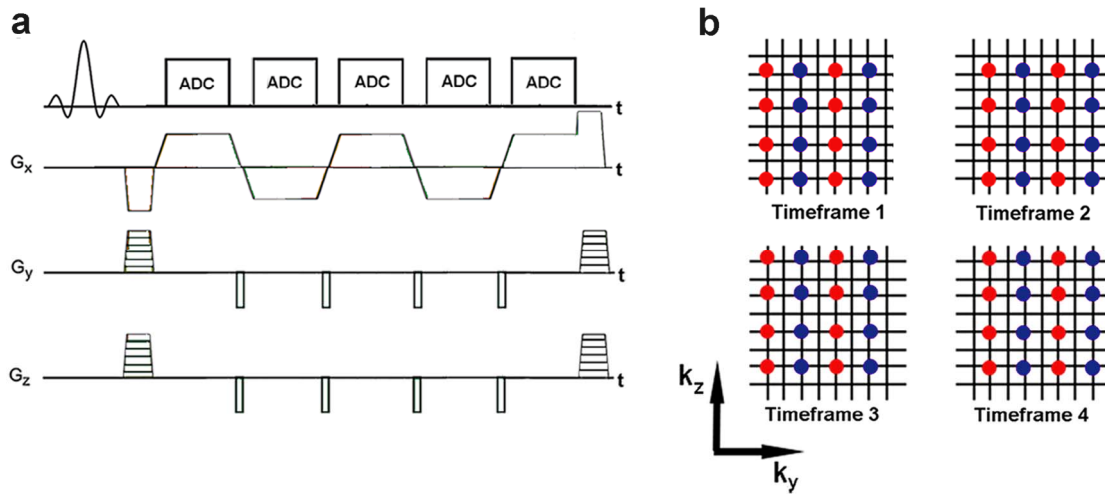 a
ADC ADC ADC ADC ADC
t
Gx t
Gy t
Gz t
b
Timeframe 1 Timeframe 2
Timeframe 3 Timeframe 4
kz
ky